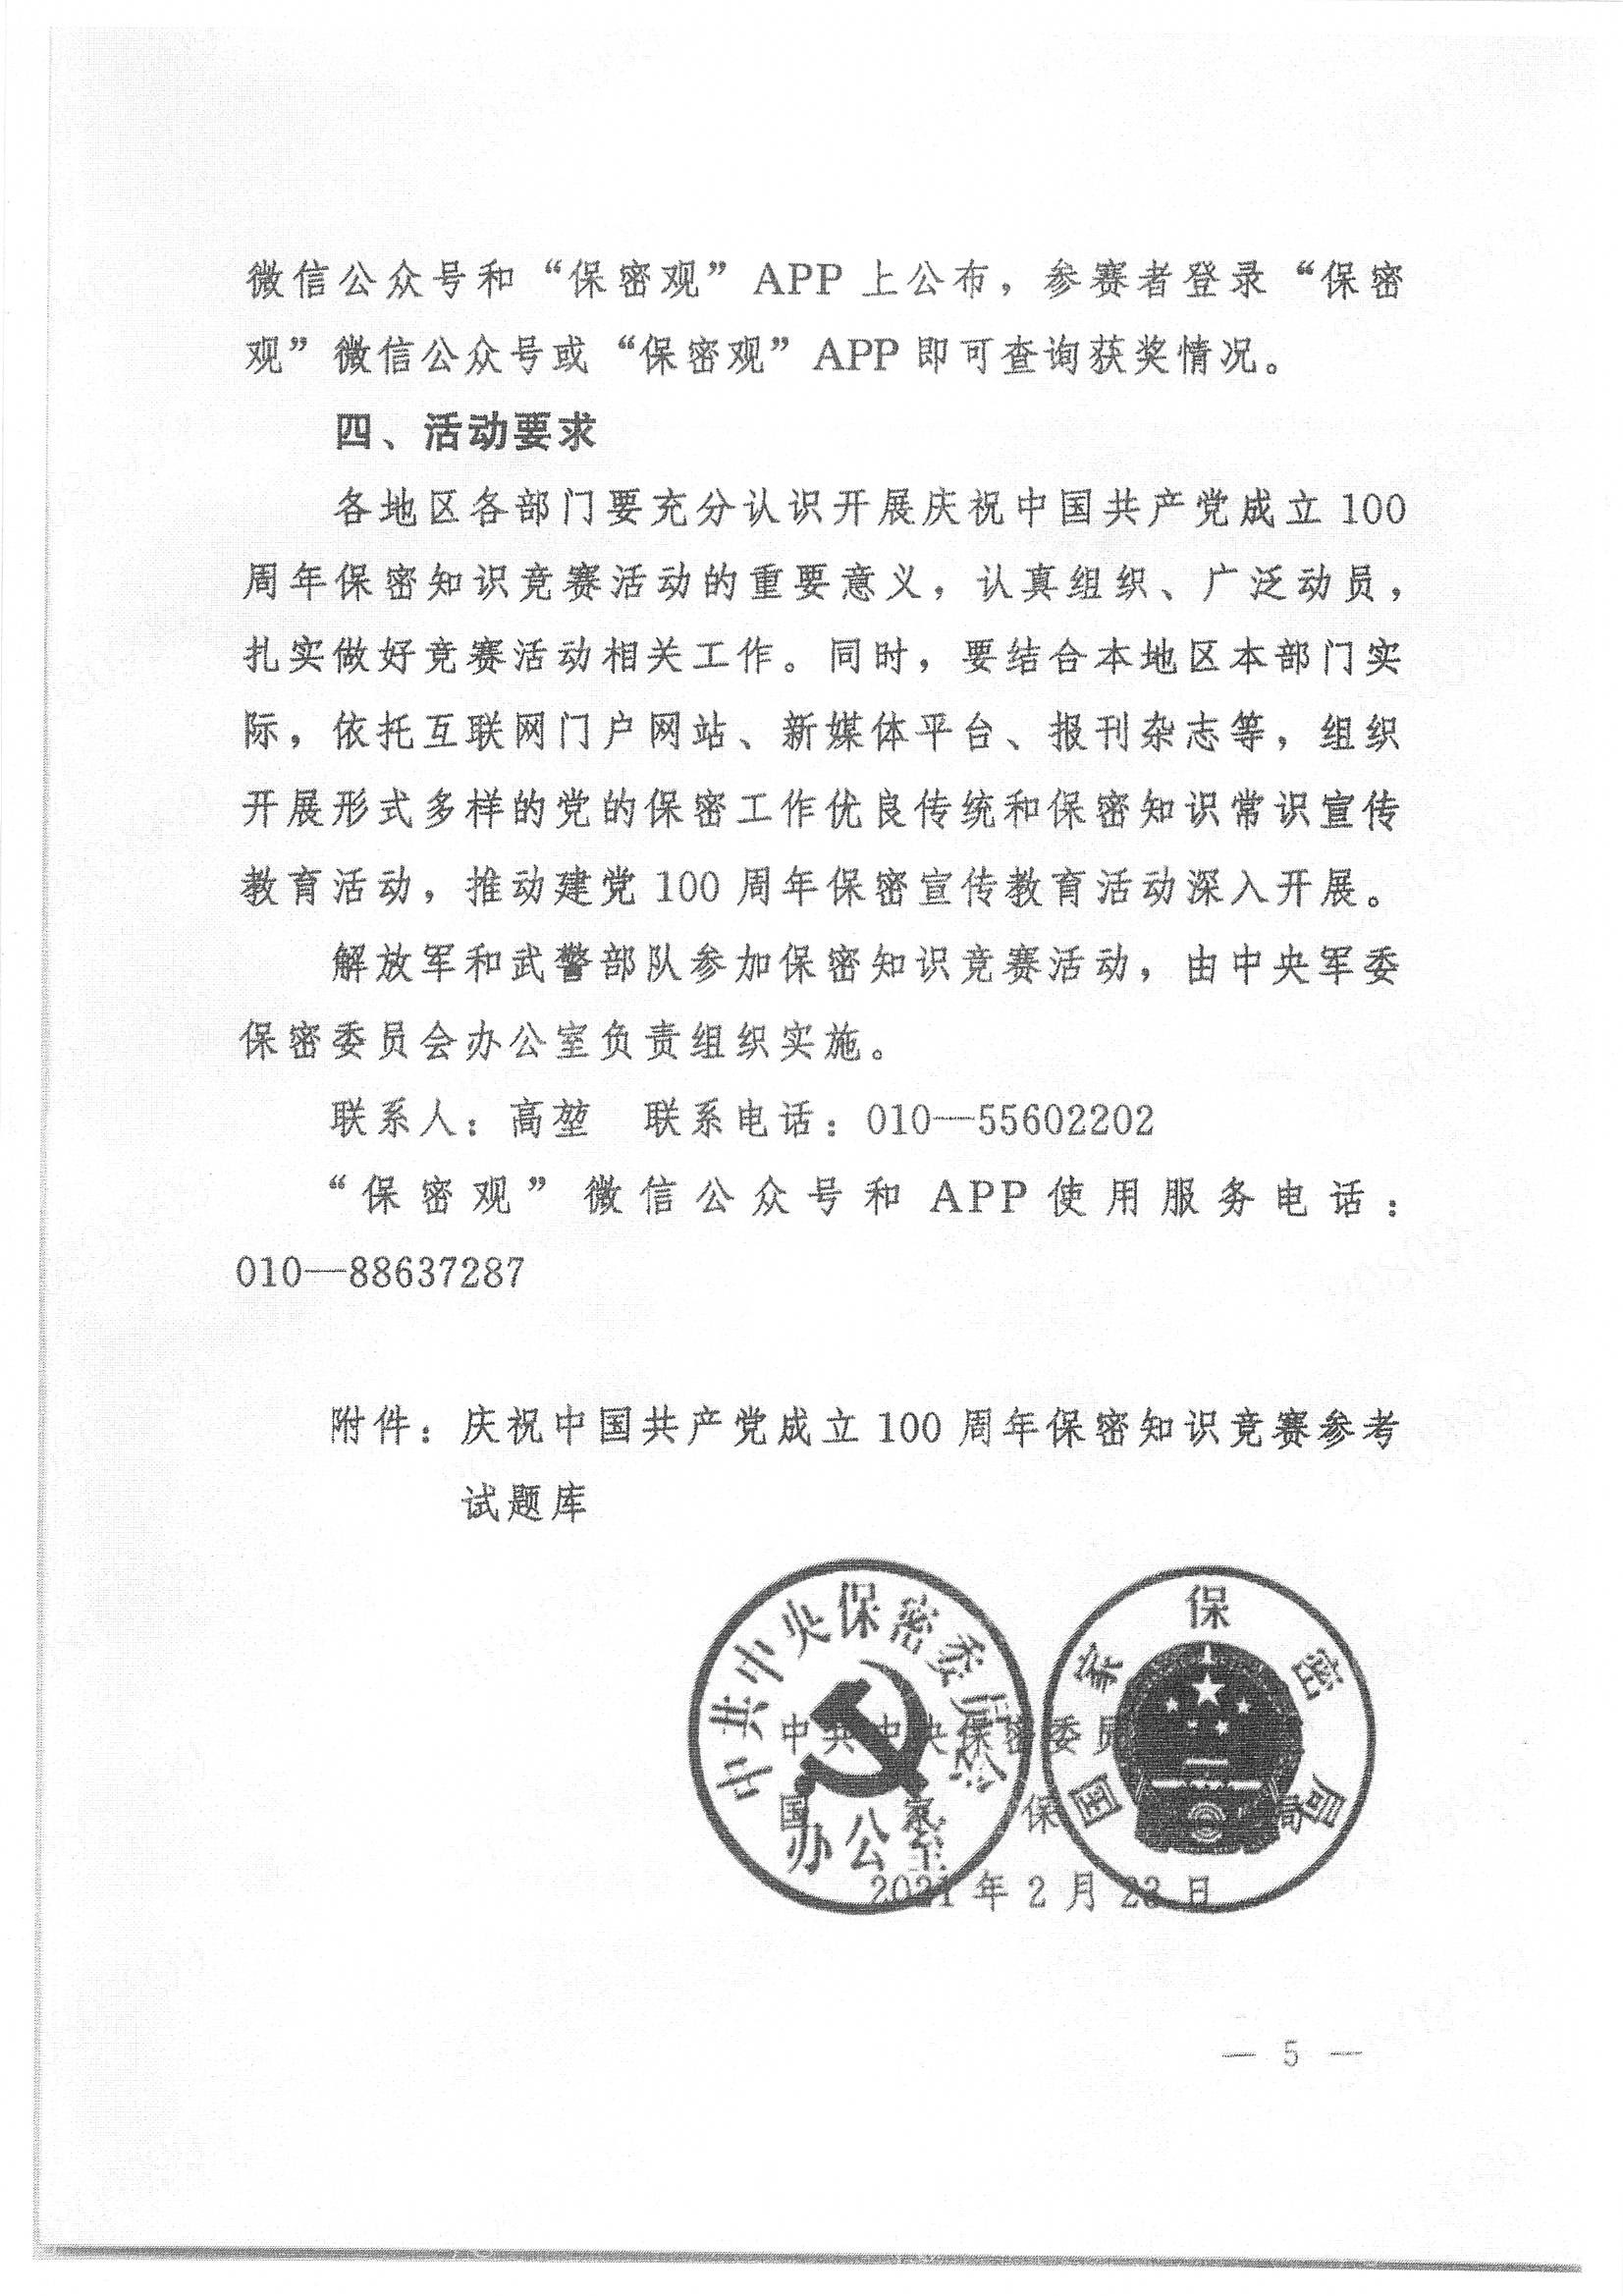 微信公众号和“保密观”APP上公布，参赛者登录“保密
观”微信公众号或“保密观”APP即可查询获奖情况。
四、活动要求
各地区各部门要充分认识开展庆祝中国共产党成立100
周年保密知识竞赛活动的重要意义，认真组织、广泛动员，
扎实做好竞赛活动相关工作。同时，要结合本地区本部门实
际，依托互联网门户网站、新媒体平台、报刊杂志等，组织
开展形式多样的党的保密工作优良传统和保密知识常识宣传
教育活动，推动建党100周年保密宣传教育活动深入开展。
解放军和武警部队参加保密知识竞赛活动，由中央军委
保密委员会办公室负责组织实施。
联系人：高堃　联系电话：010—55602202
“保密观”微信公众号和APP使用服务电话：
010—88637287
附件：庆祝中国共产党成立100周年保密知识竞赛参考
试题库
中共中央保密委员会
办公室
国家保密局
中共中央保密委员
国家保　局
2021年2月23日
— 5 —